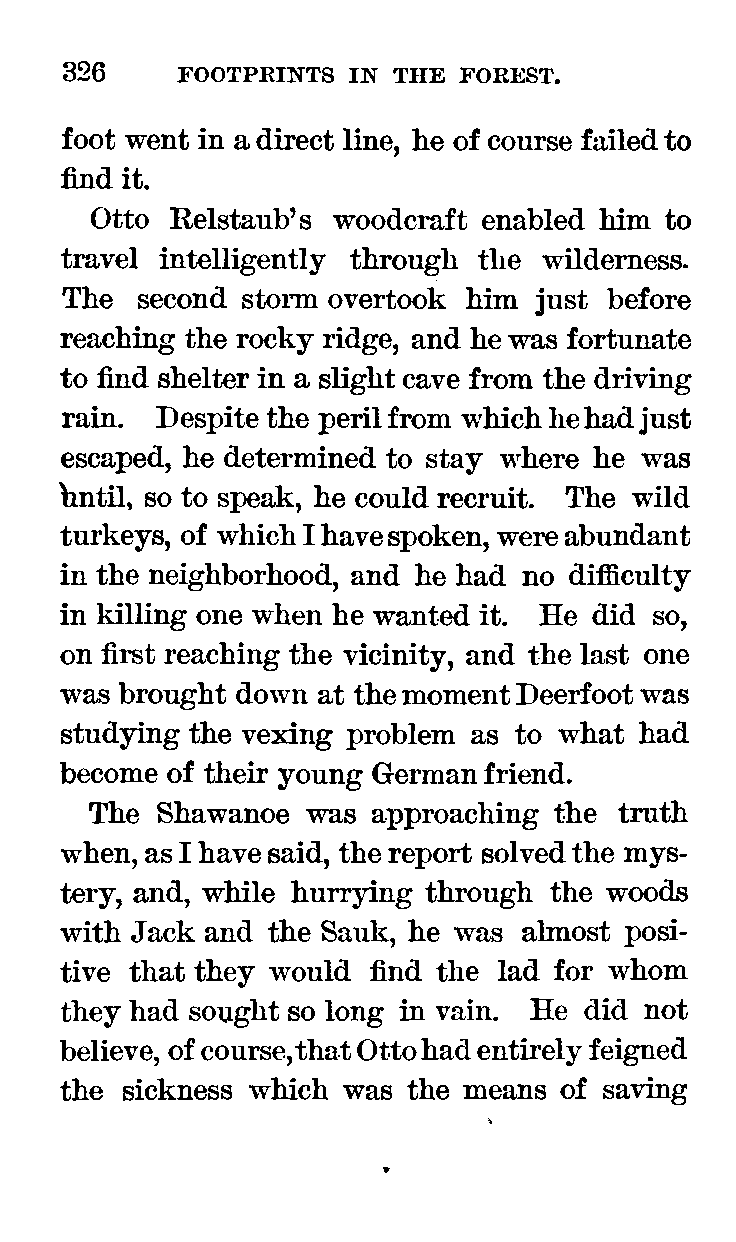 326 FOOTPRINTS IN THE FOREST.
foot went in a direct line, he of course failed to
find it.
Otto Relstaub's woodcraft enabled him to
travel intelligently through the wilderness.
The second storm overtook him just before
reaching the rocky ridge, and he was fortunate
to find shelter in a slight cave from the driving
rain. Despite the peril from which he had just
escaped, he determined to stay where he was
until, so to speak, he could recruit. The wild
turkeys, of which I have spoken, were abundant
in the neighborhood, and he had no difficulty
in killing one when he wanted it. He did so,
on first reaching the vicinity, and the last one
was brought down at the moment Deerfoot was
studying the vexing problem as to what had
become of their young German friend.
The Shawanoe was approaching the truth
when, as I have said, the report solved the mys-
tery, and, while hurrying through the woods
with Jack and the Sauk, he was almost posi-
tive that they would find the lad for whom
they had sought so long in vain. He did not
believe, of course, that Otto had entirely feigned
the sickness which was the means of saving